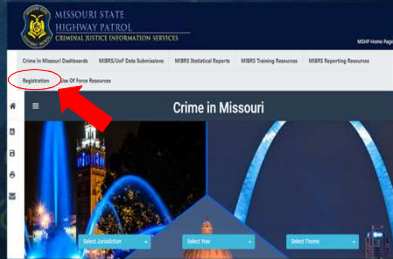 MISSOURI STATE
HIGHWAY PATROL
CRIMINAL JUSTICE INFORMATION SERVICES
MSHP Home Page
Crime in Missouri Dashboards MIBRS/UoF Data Submissions MIBRS Statistical Reports MIBRS Training Resources MIBRS Reporting Resources
Registration Use Of Force Resources
Crime in Missouri
Select Jurisdiction Select Year Select Theme